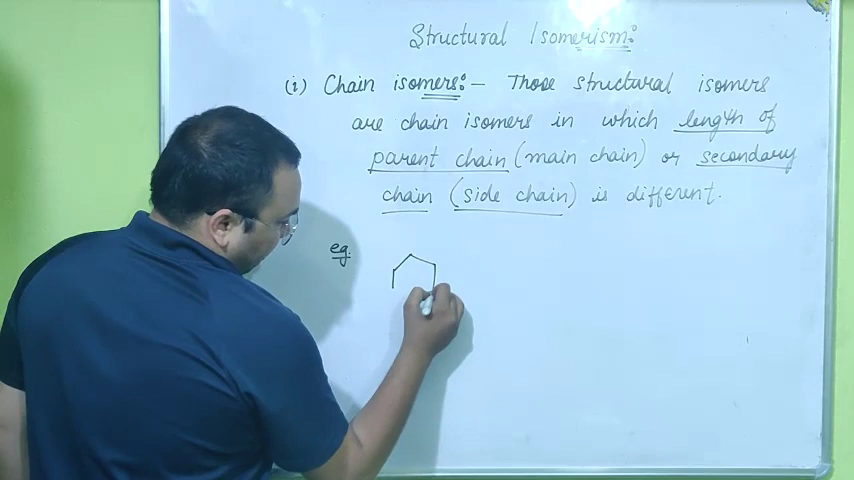 Structural Isomerism:
(i) Chain isomers:- Those structural isomers
are chain isomers in which length of
parent chain (main chain) or secondary
chain (side chain) is different.
eg.